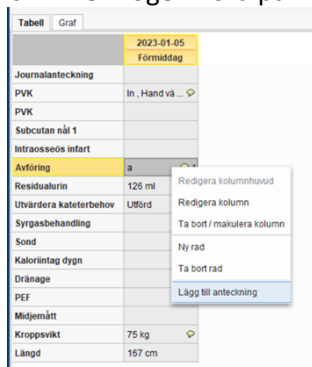 Tabell Graf
2023-01-05
Förmiddag
Journalanteckning
PVK In , Hand vä ...
PVK
Subcutan nål 1
Intraosseös infart
Avföring a
Residualurin 126 ml
Utvärdera kateterbehov Utförd
Syrgasbehandling
Sond
Kaloriintag dygn
Dränage
PEF
Midjemått
Kroppsvikt 75 kg
Längd 167 cm
Redigera kolumnhuvud
Redigera kolumn
Ta bort / makulera kolumn
Ny rad
Ta bort rad
Lägg till anteckning